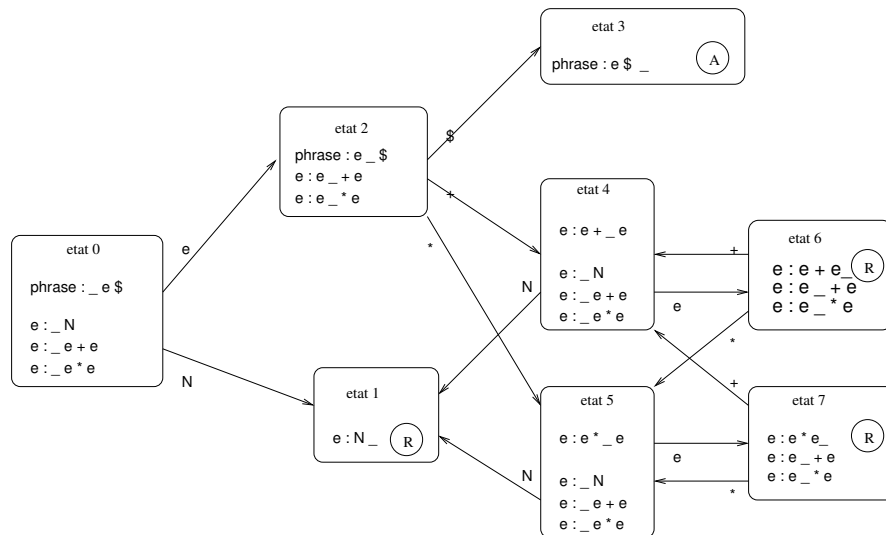 etat 0
phrase : _ e $
e : _ N
e : _ e + e
e : _ e * e
e
N
etat 2
phrase : e _ $
e : e _ + e
e : e _ * e
$
+
*
etat 1
e : N _
R
etat 3
phrase : e $ _
A
etat 4
e : e + _ e
e : _ N
e : _ e + e
e : _ e * e
N
e
+
*
+
etat 5
e : e * _ e
e : _ N
e : _ e + e
e : _ e * e
N
e
*
etat 6
e : e + e _
R
e : e _ + e
e : e _ * e
etat 7
e : e * e _
R
e : e _ + e
e : e _ * e